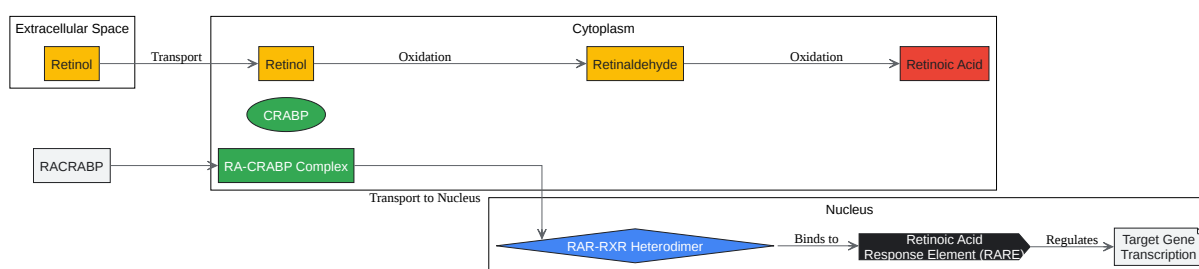 Extracellular Space
Cytoplasm
Retinol
Transport
Retinol
Oxidation
Retinaldehyde
Oxidation
Retinoic Acid
CRABP
RACRABP
RA-CRABP Complex
Transport to Nucleus
Nucleus
RAR-RXR Heterodimer
Binds to
Retinoic Acid
Response Element (RARE)
Regulates
Target Gene
Transcription